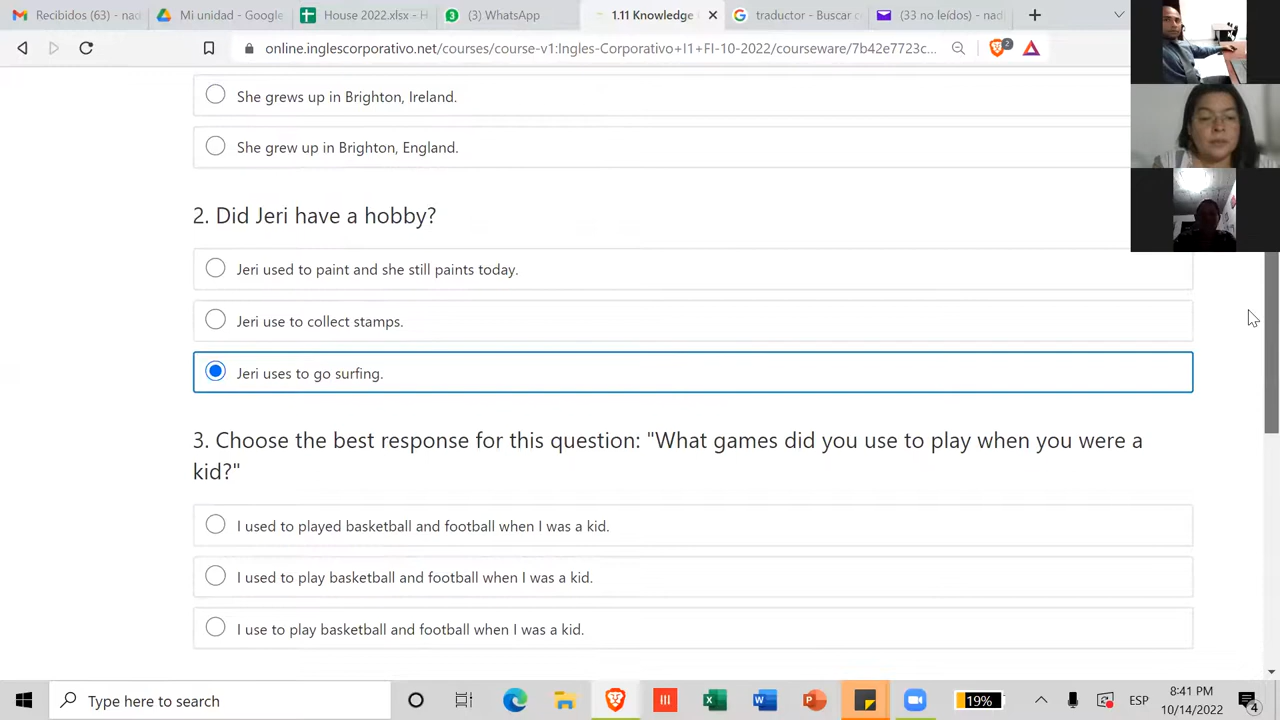 Recibidos (63) - nad
Mi unidad - Google
House 2022.xlsx - H
3
(3) WhatsApp
1.11 Knowledge
traductor - Buscar c
(33 no leídos) - nad
online.inglescorporativo.net/courses/course-v1:Ingles-Corporativo+I1+FI-10-2022/courseware/7b42e7723c...
2
She grews up in Brighton, Ireland.
She grew up in Brighton, England.
2. Did Jeri have a hobby?
Jeri used to paint and she still paints today.
Jeri use to collect stamps.
Jeri uses to go surfing.
3. Choose the best response for this question: "What games did you use to play when you were a
kid?"
I used to played basketball and football when I was a kid.
I used to play basketball and football when I was a kid.
I use to play basketball and football when I was a kid.
Type here to search
19%
ESP
8:41 PM
10/14/2022
4